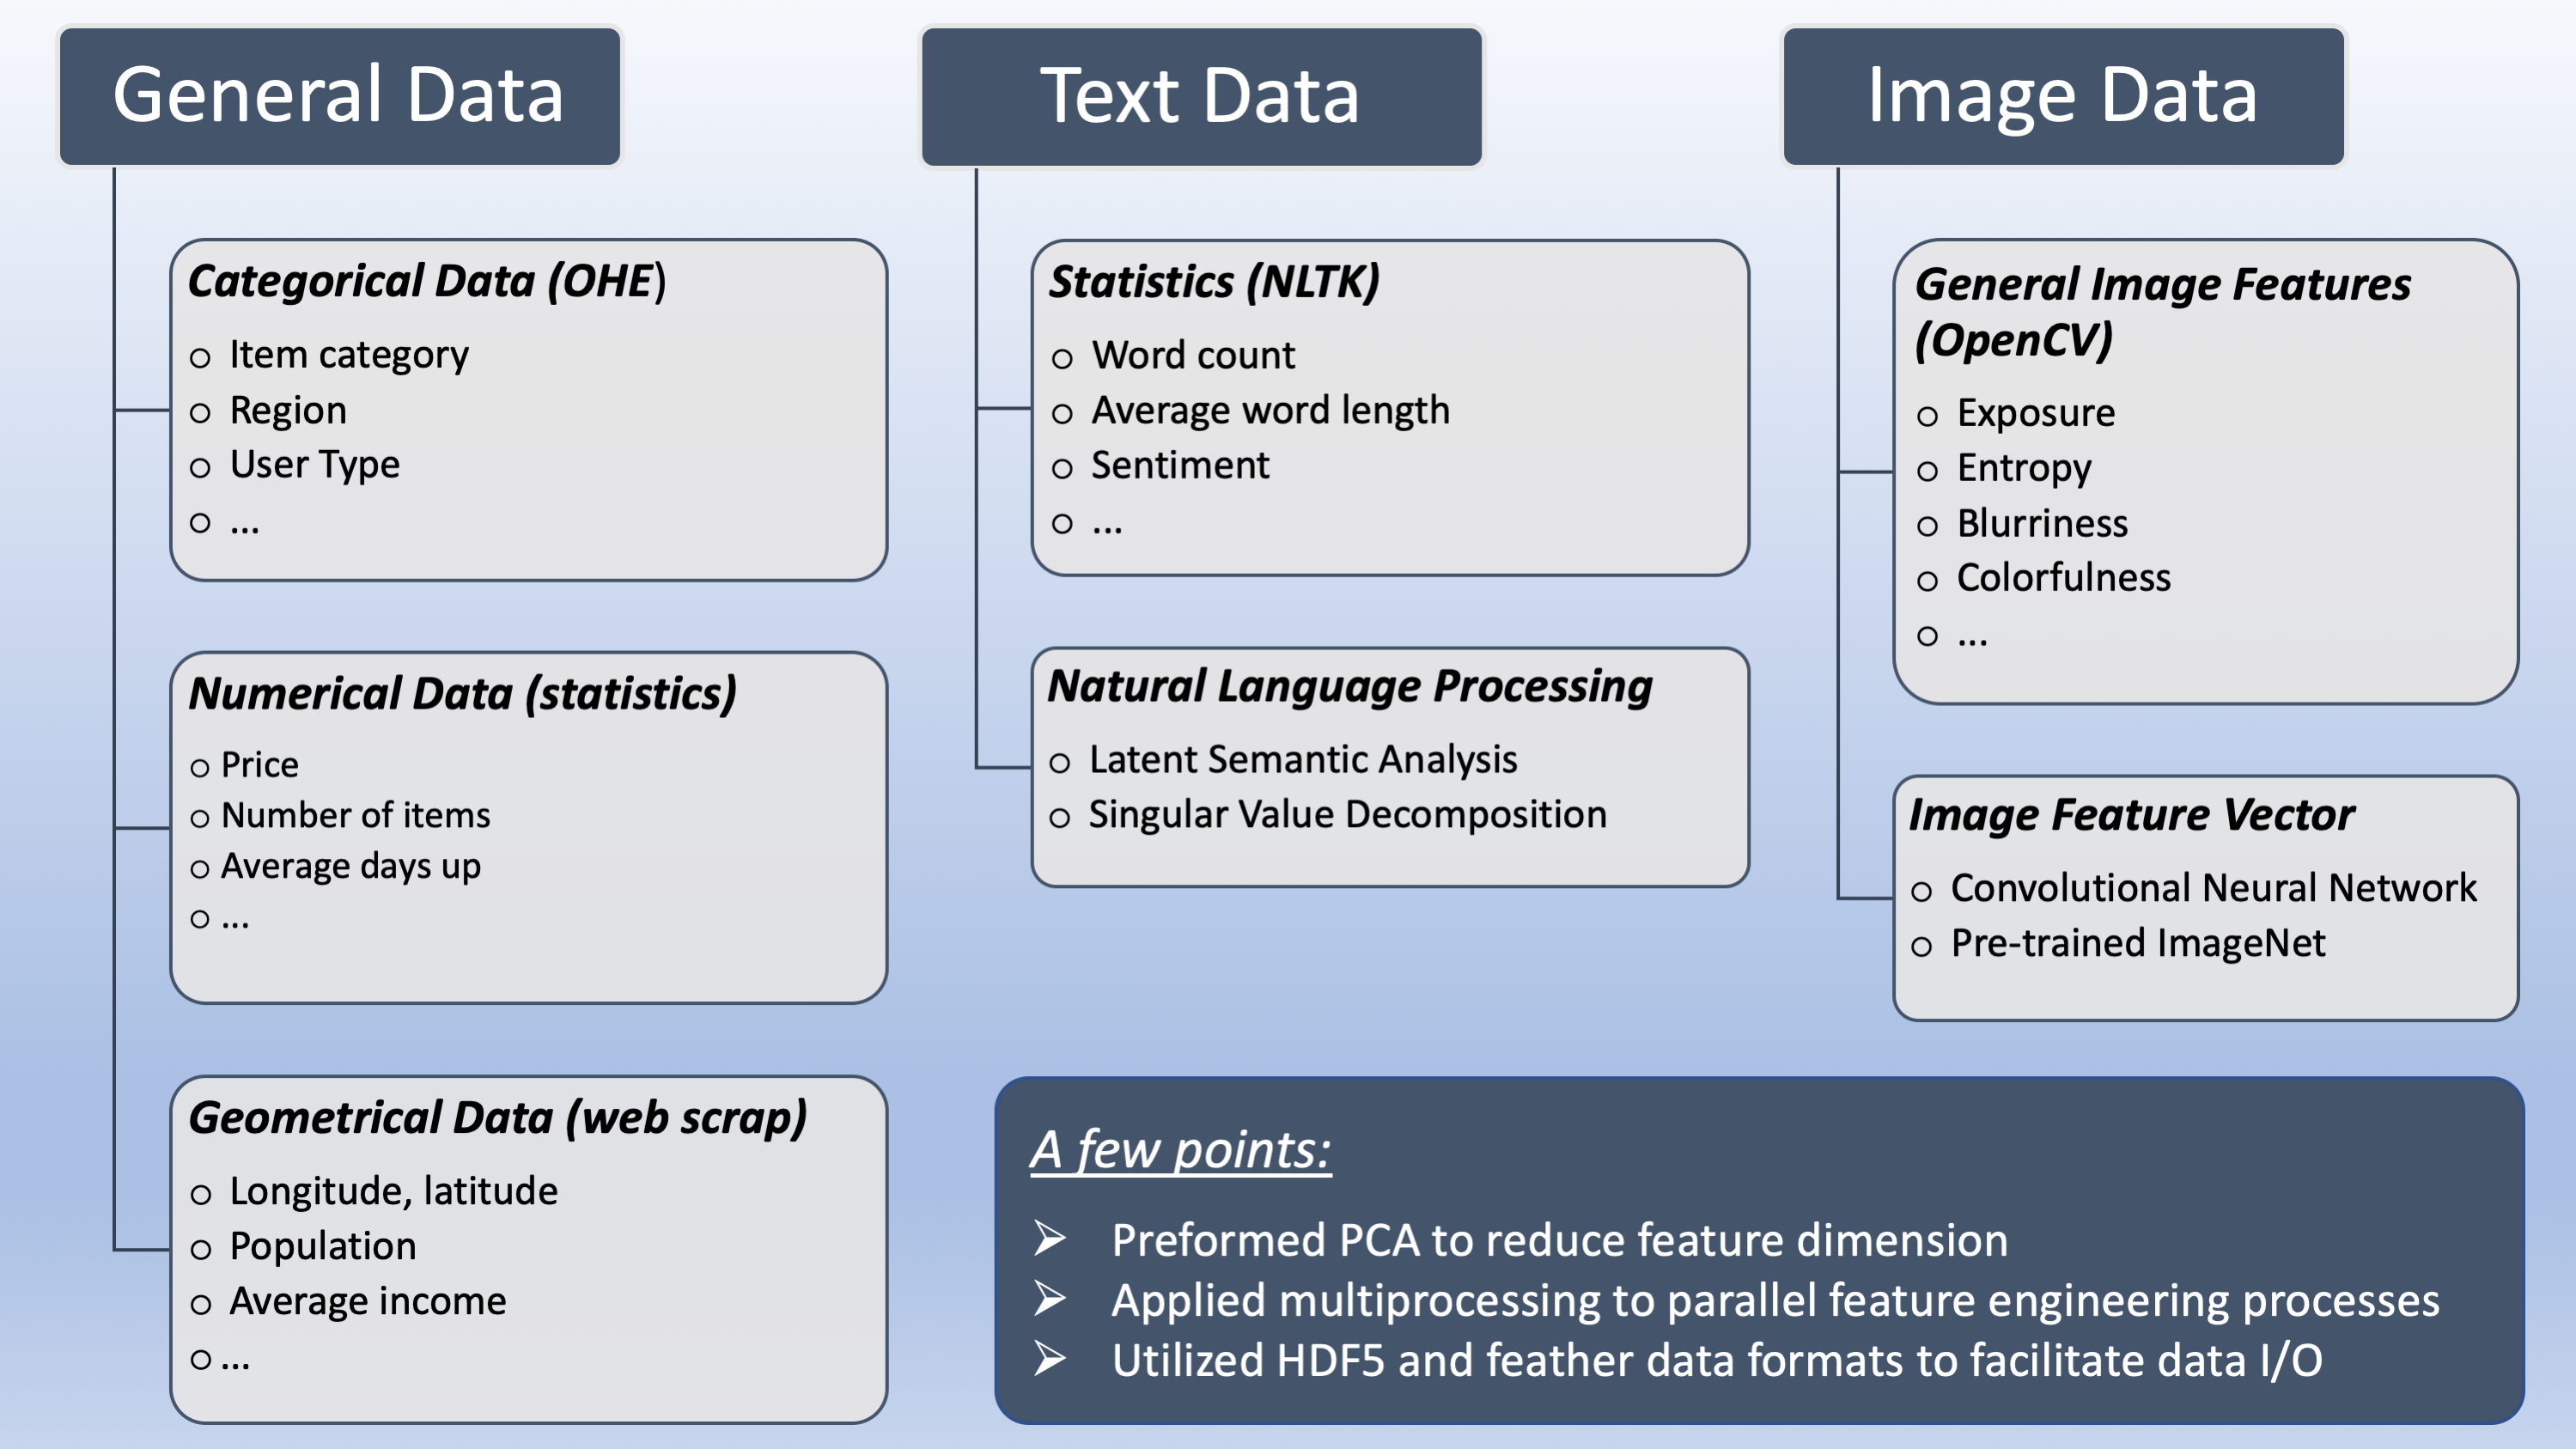 General Data
Categorical Data (OHE)
○ Item category
○ Region
○ User Type
○ ...
Numerical Data (statistics)
○ Price
○ Number of items
○ Average days up
○ ...
Geometrical Data (web scrap)
○ Longitude, latitude
○ Population
○ Average income
○ ...
Text Data
Statistics (NLTK)
○ Word count
○ Average word length
○ Sentiment
○ ...
Natural Language Processing
○ Latent Semantic Analysis
○ Singular Value Decomposition
Image Data
General Image Features
(OpenCV)
○ Exposure
○ Entropy
○ Blurriness
○ Colorfulness
○ ...
Image Feature Vector
○ Convolutional Neural Network
○ Pre-trained ImageNet
A few points:
➢ Preformed PCA to reduce feature dimension
➢ Applied multiprocessing to parallel feature engineering processes
➢ Utilized HDF5 and feather data formats to facilitate data I/O